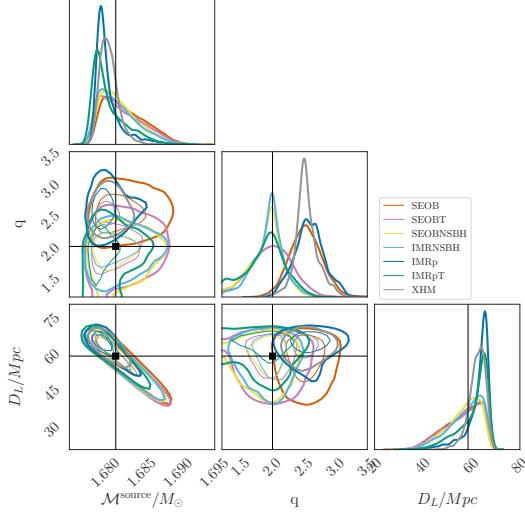 3.5
3.0
2.5
2.0
1.5
q
75
60
45
30
D_L/Mpc
SEOB
SEOBT
SEOBNSBH
IMRNSBH
IMRp
IMRpT
XHM
1.680
1.685
1.690
1.695
1.5
2.0
2.5
3.0
3.5
20
40
60
80
ℳ^source/M_⊙
q
D_L/Mpc